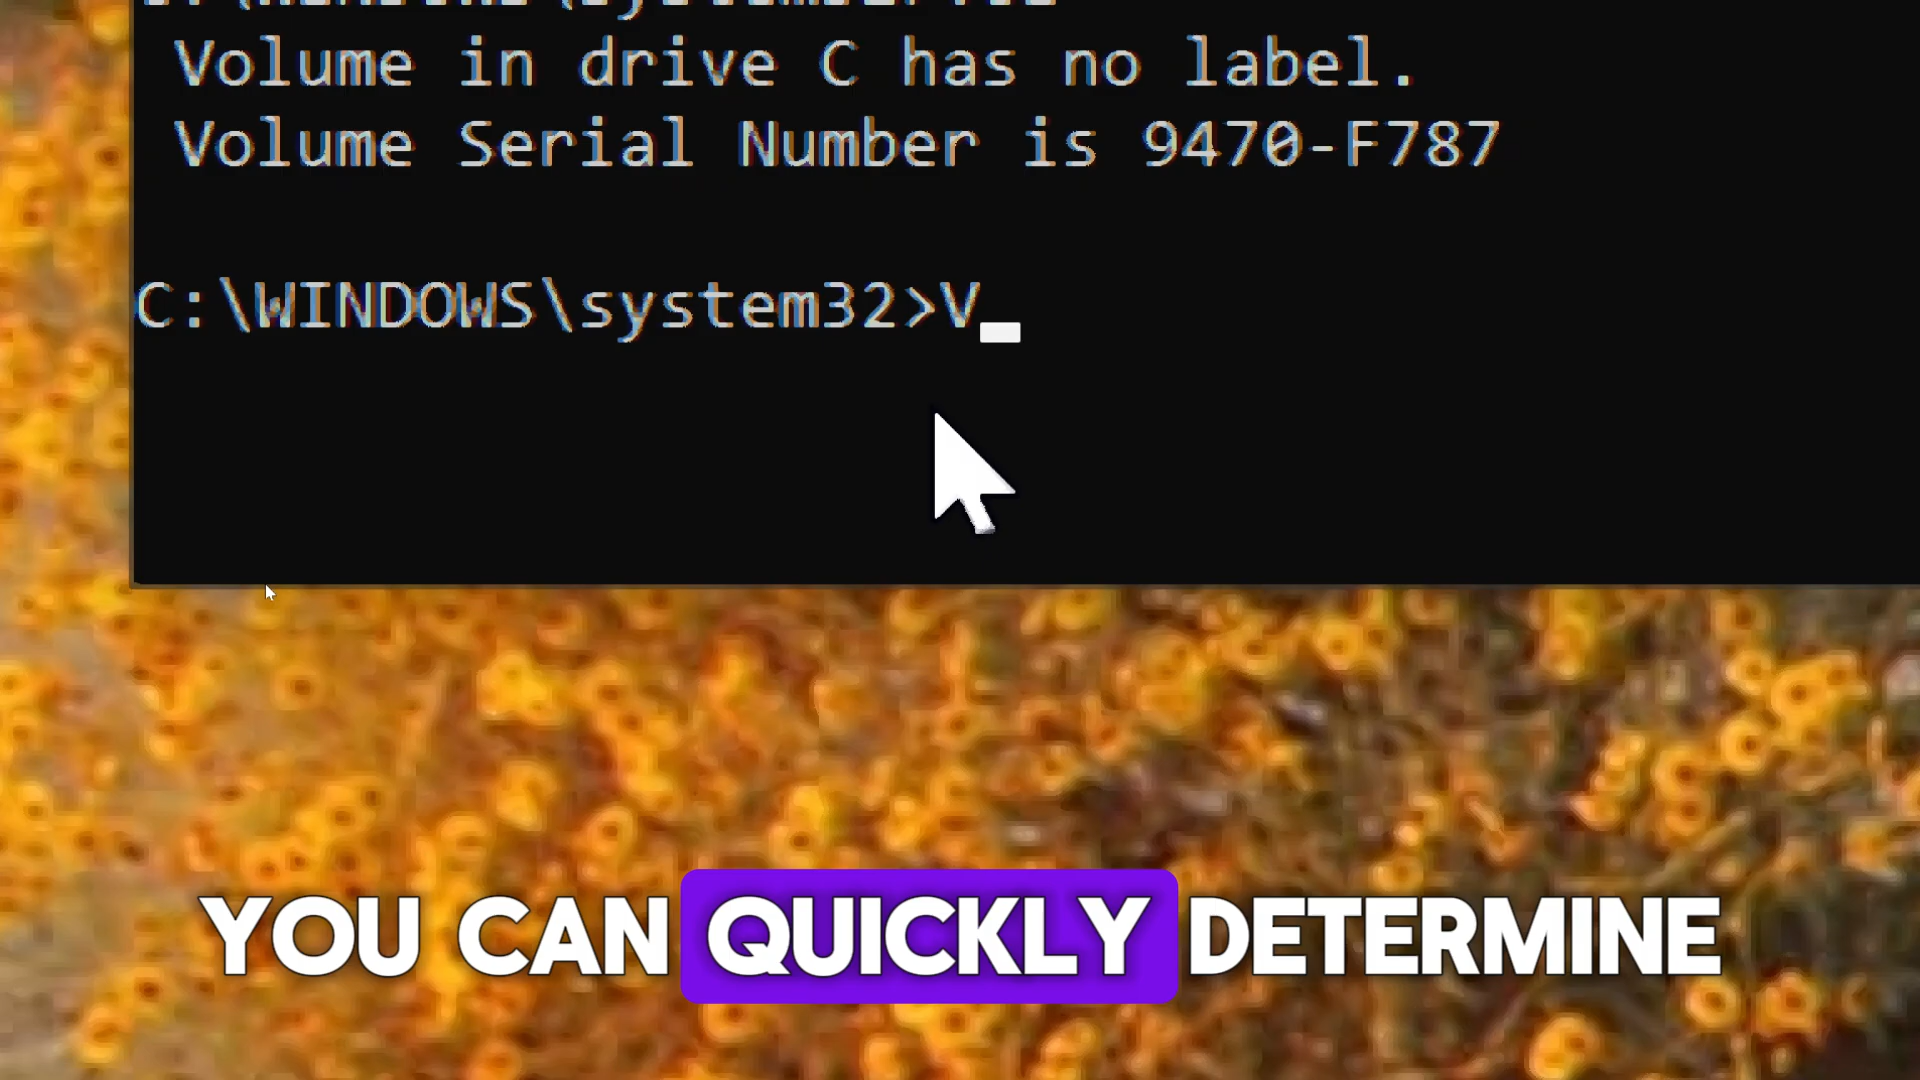 Volume in drive C has no label.
Volume Serial Number is 9470-F787
C:\WINDOWS\system32>V
YOU CAN QUICKLY DETERMINE